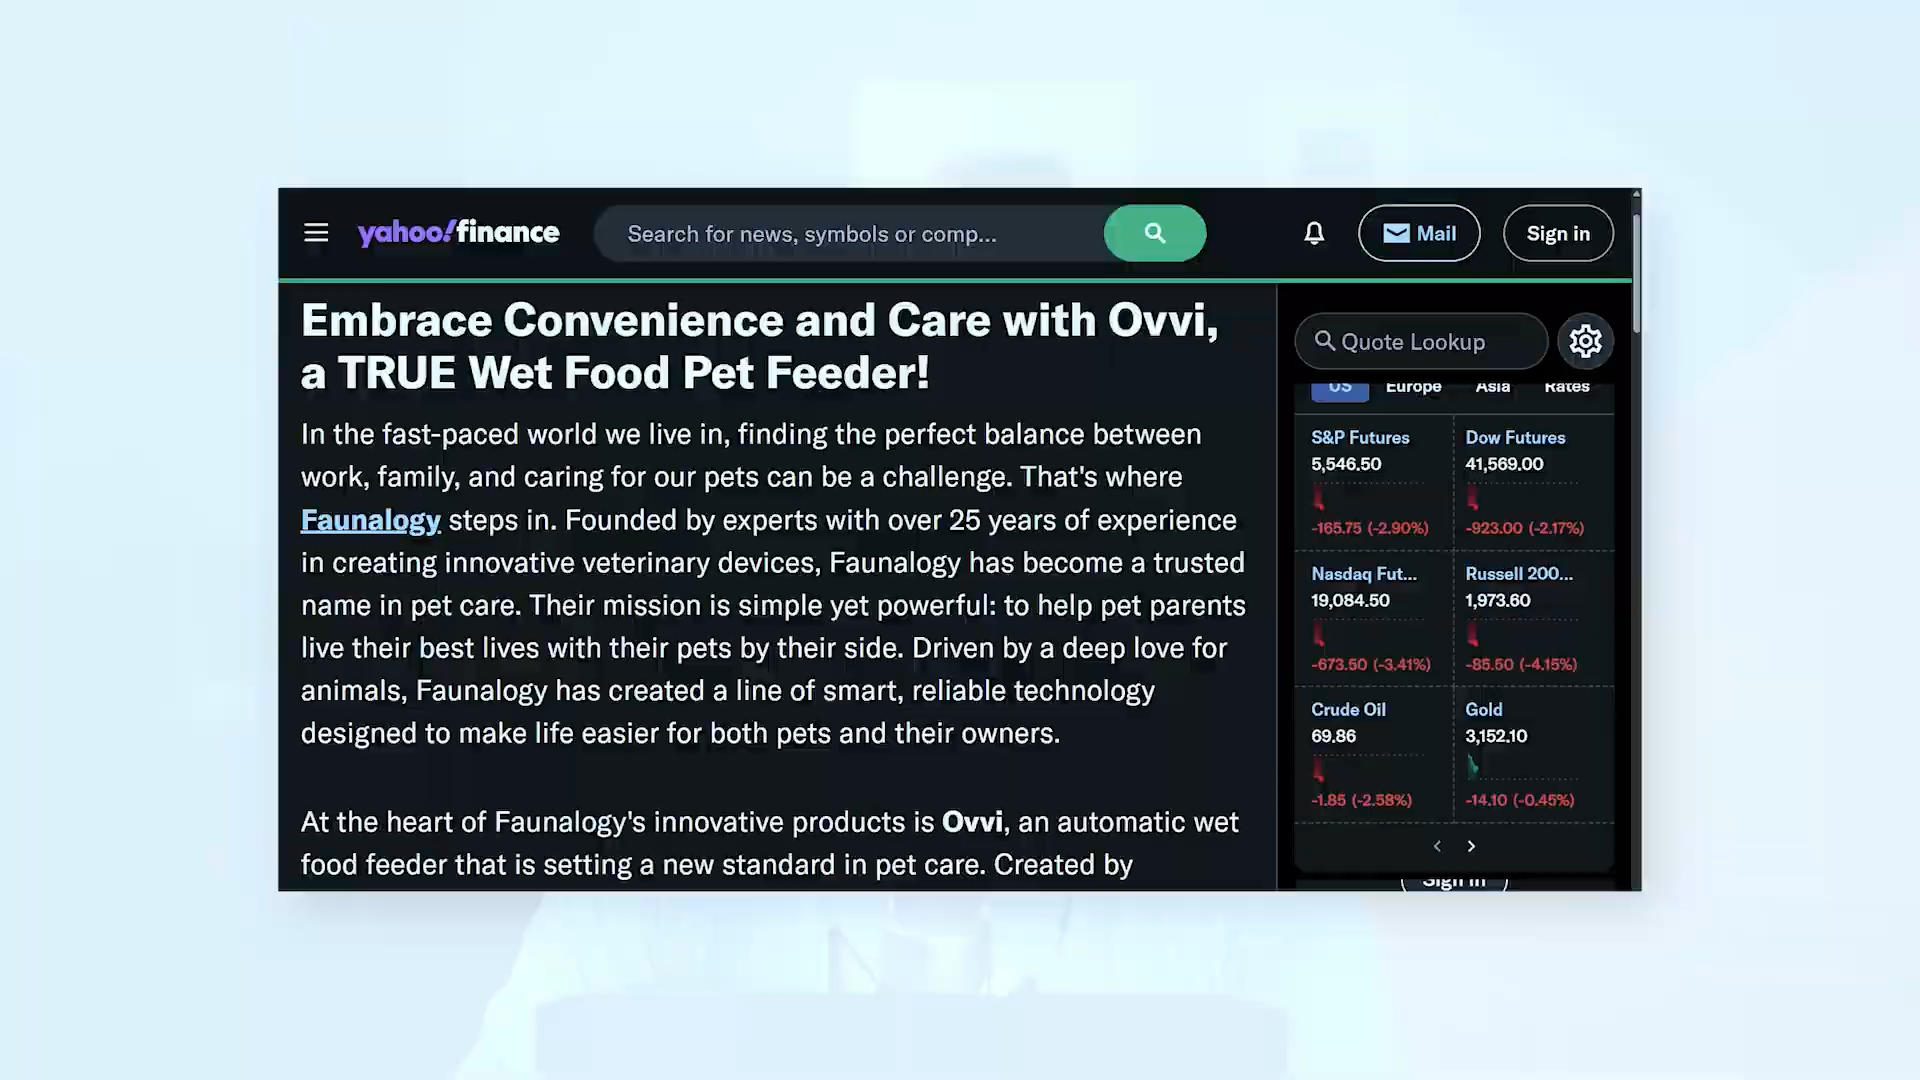 yahoo!finance
Search for news, symbols or comp...
Mail
Sign in
Embrace Convenience and Care with Ovvi,
a TRUE Wet Food Pet Feeder!
In the fast-paced world we live in, finding the perfect balance between
work, family, and caring for our pets can be a challenge. That's where
Faunalogy steps in. Founded by experts with over 25 years of experience
in creating innovative veterinary devices, Faunalogy has become a trusted
name in pet care. Their mission is simple yet powerful: to help pet parents
live their best lives with their pets by their side. Driven by a deep love for
animals, Faunalogy has created a line of smart, reliable technology
designed to make life easier for both pets and their owners.
At the heart of Faunalogy's innovative products is Ovvi, an automatic wet
food feeder that is setting a new standard in pet care. Created by
Quote Lookup
US Europe Asia Rates
S&P Futures
5,546.50
-165.75 (-2.90%)
Dow Futures
41,569.00
-923.00 (-2.17%)
Nasdaq Fut...
19,084.50
-673.50 (-3.41%)
Russell 200...
1,973.60
-85.50 (-4.15%)
Crude Oil
69.86
-1.85 (-2.58%)
Gold
3,152.10
-14.10 (-0.45%)
Sign in